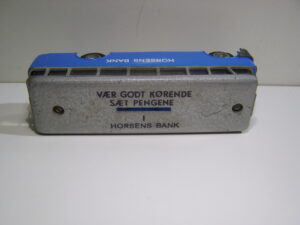 HORSENS BANK
VÆR GODT KØRENDE
SÆT PENGENE
I
HORSENS BANK